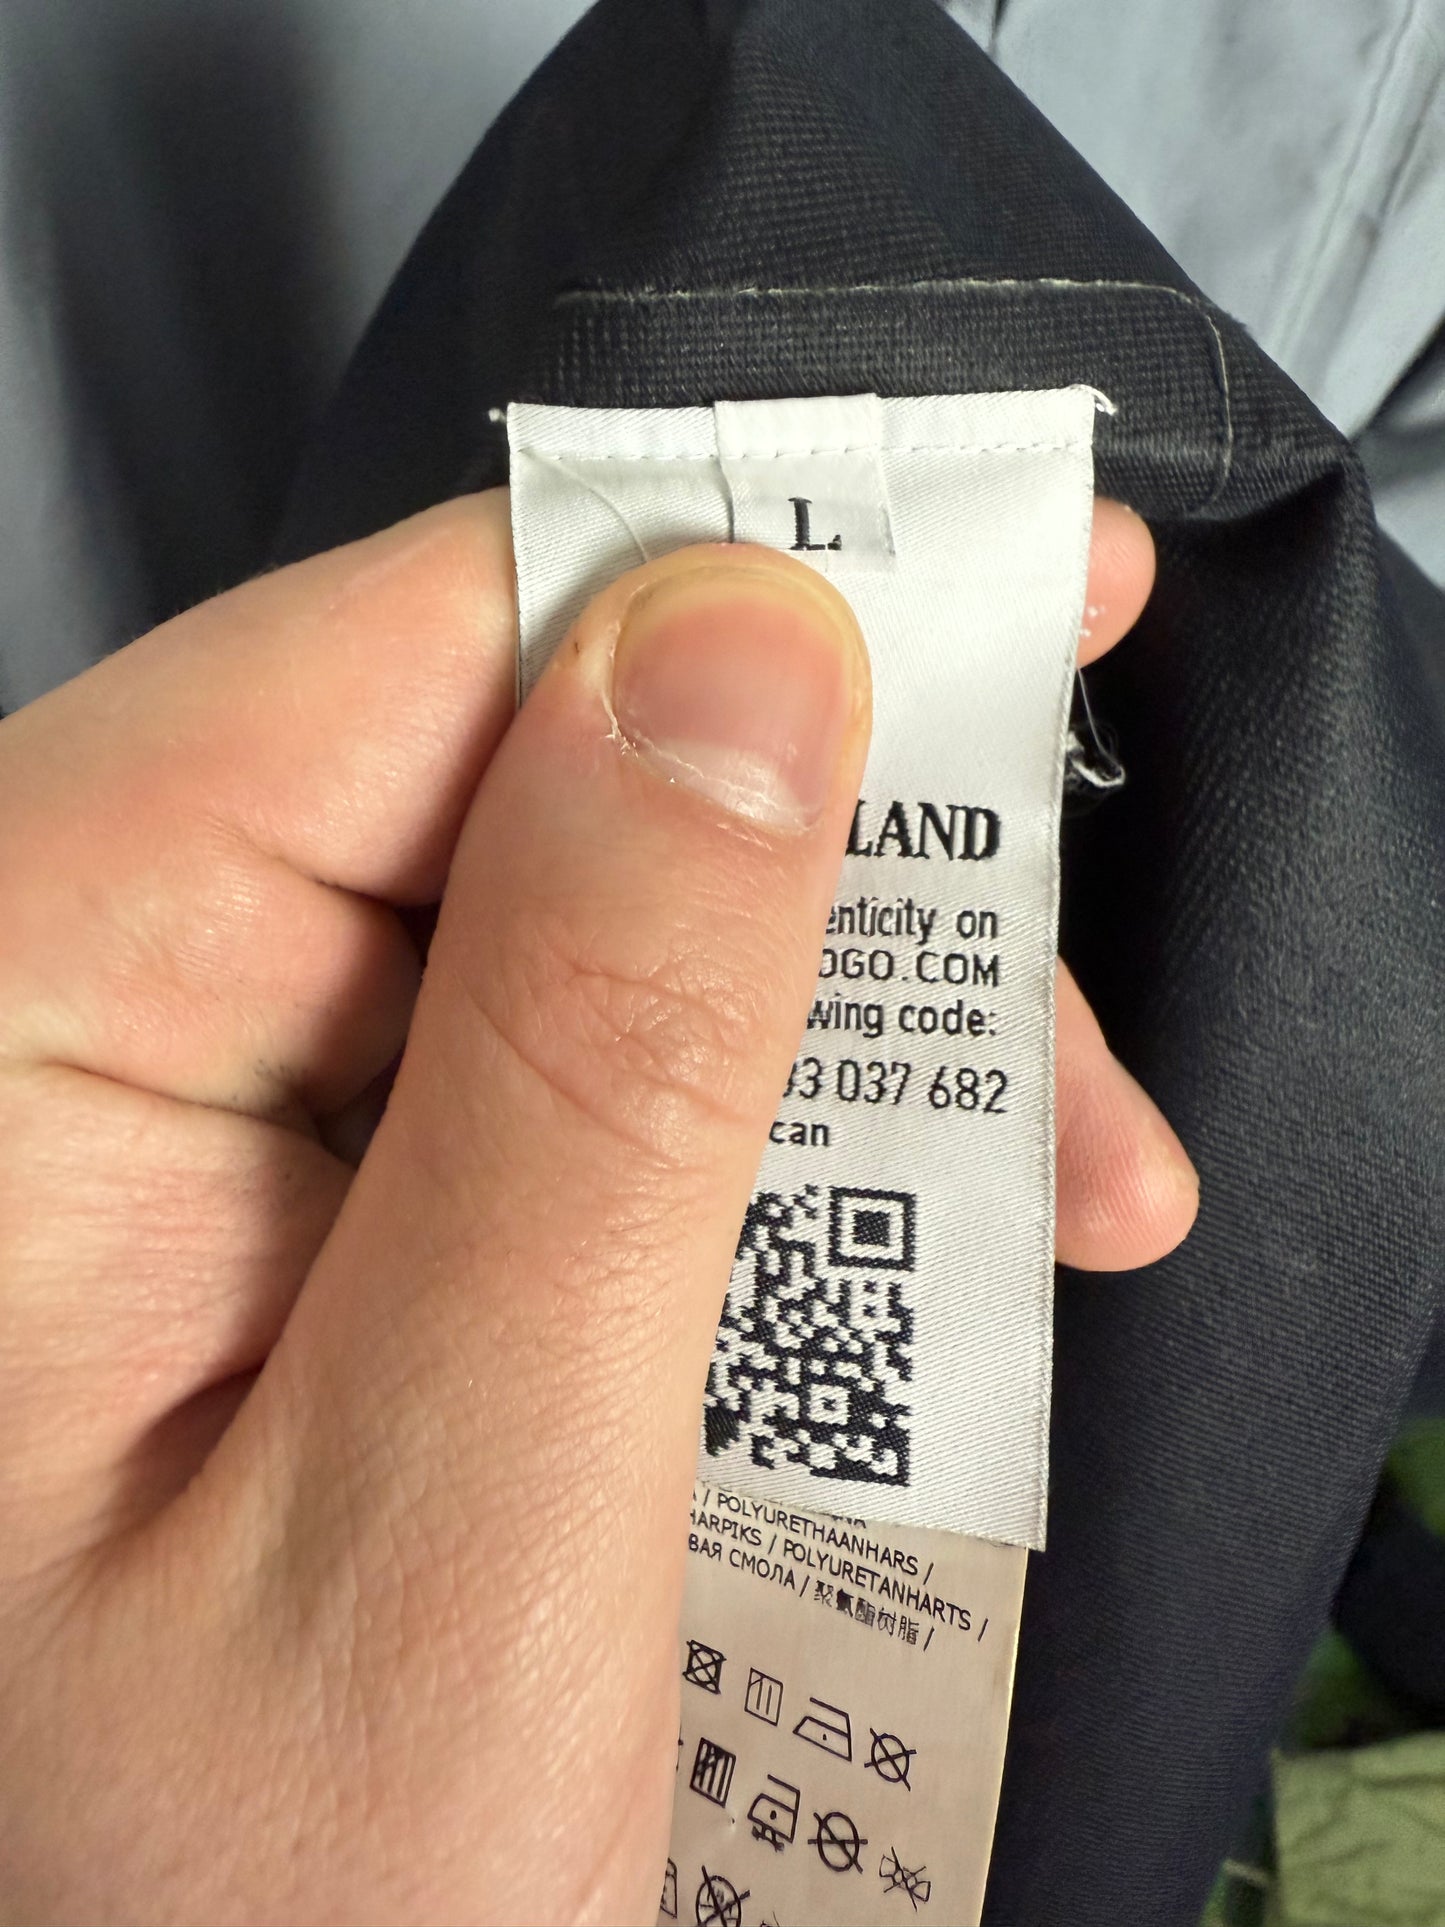 L
LAND
enticity on
OGO.COM
wing code:
93 037 682
can
/ POLYURETHAANHARS /
HARPIKS / POLYURETANHARTS /
ВАЯ СМОЛА / 聚氨酯树脂 /